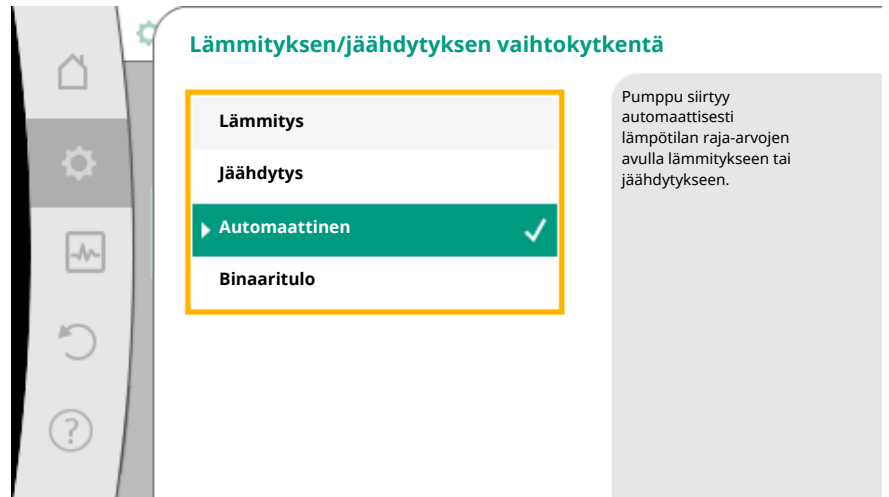 Lämmityksen/jäähdytyksen vaihtokytkentä
Lämmitys
Jäähdytys
Automaattinen
Binaaritulo
Pumppu siirtyy
automaattisesti
lämpötilan raja-arvojen
avulla lämmitykseen tai
jäähdytykseen.
?